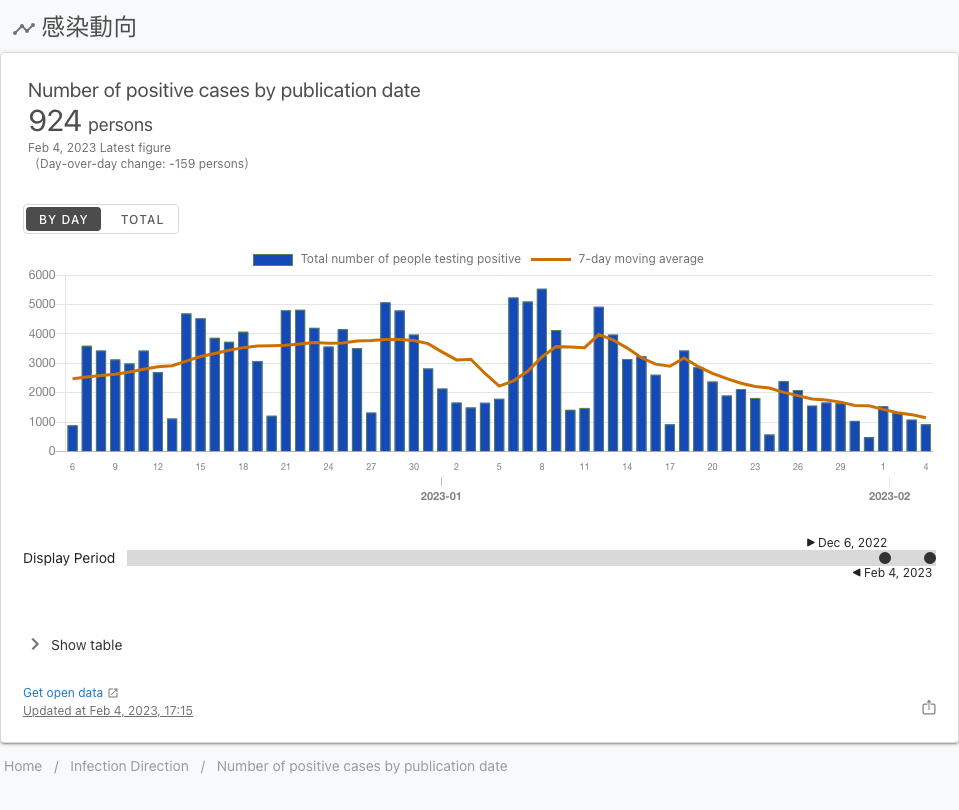 感染動向
Number of positive cases by publication date
924 persons
Feb 4, 2023 Latest figure
(Day-over-day change: -159 persons)
BY DAY TOTAL
Total number of people testing positive 7-day moving average
6000
5000
4000
3000
2000
1000
0
6 9 12 15 18 21 24 27 30 2 5 8 11 14 17 20 23 26 29 1 4
2023-01 2023-02
Dec 6, 2022
Display Period
Feb 4, 2023
Show table
Get open data
Updated at Feb 4, 2023, 17:15
Home / Infection Direction / Number of positive cases by publication date